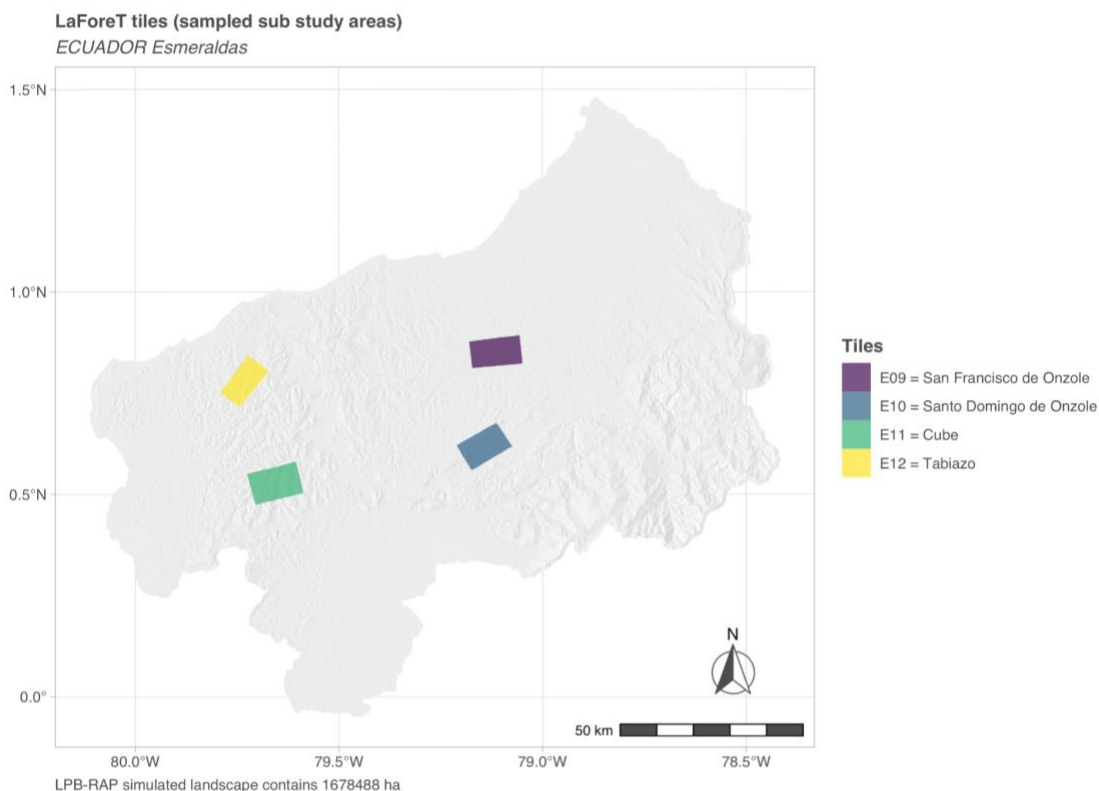 LaForeT tiles (sampled sub study areas)
ECUADOR Esmeraldas
1.5°N
1.0°N
0.5°N
0.0°
80.0°W
79.5°W
79.0°W
78.5°W
N
50 km
Tiles
E09 = San Francisco de Onzole
E10 = Santo Domingo de Onzole
E11 = Cube
E12 = Tabiazo
LPB-RAP simulated landscape contains 1678488 ha